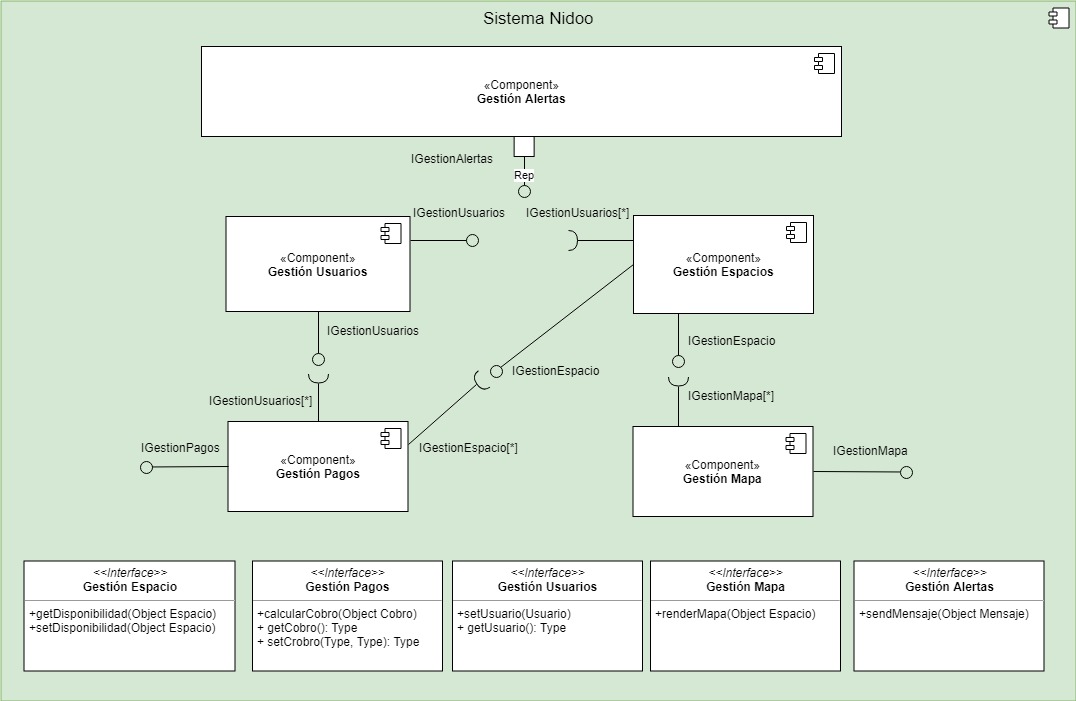 Sistema Nidoo
«Component»
Gestión Alertas
IGestionAlertas
Rep
IGestionUsuarios
IGestionUsuarios[*]
«Component»
Gestión Usuarios
«Component»
Gestión Espacios
IGestionUsuarios
IGestionEspacio
IGestionEspacio
IGestionUsuarios[*]
IGestionMapa[*]
IGestionPagos
IGestionEspacio[*]
IGestionMapa
«Component»
Gestión Pagos
«Component»
Gestión Mapa
<<Interface>>
Gestión Espacio
+getDisponibilidad(Object Espacio)
+setDisponibilidad(Object Espacio)
<<Interface>>
Gestión Pagos
+calcularCobro(Object Cobro)
+ getCobro(): Type
+ setCrobro(Type, Type): Type
<<Interface>>
Gestión Usuarios
+setUsuario(Usuario)
+ getUsuario(): Type
<<Interface>>
Gestión Mapa
+renderMapa(Object Espacio)
<<Interface>>
Gestión Alertas
+sendMensaje(Object Mensaje)